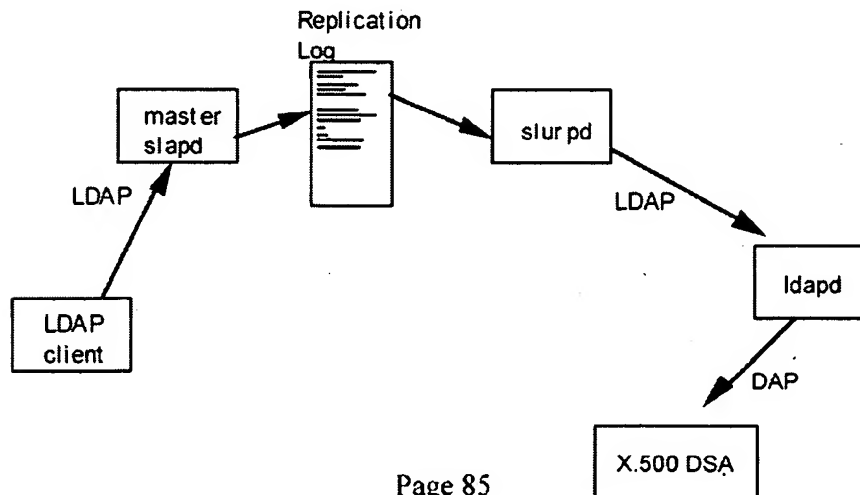 Replication
Log
master
slapd
slurpd
LDAP
LDAP
ldapd
LDAP
client
DAP
X.500 DSA
Page 85